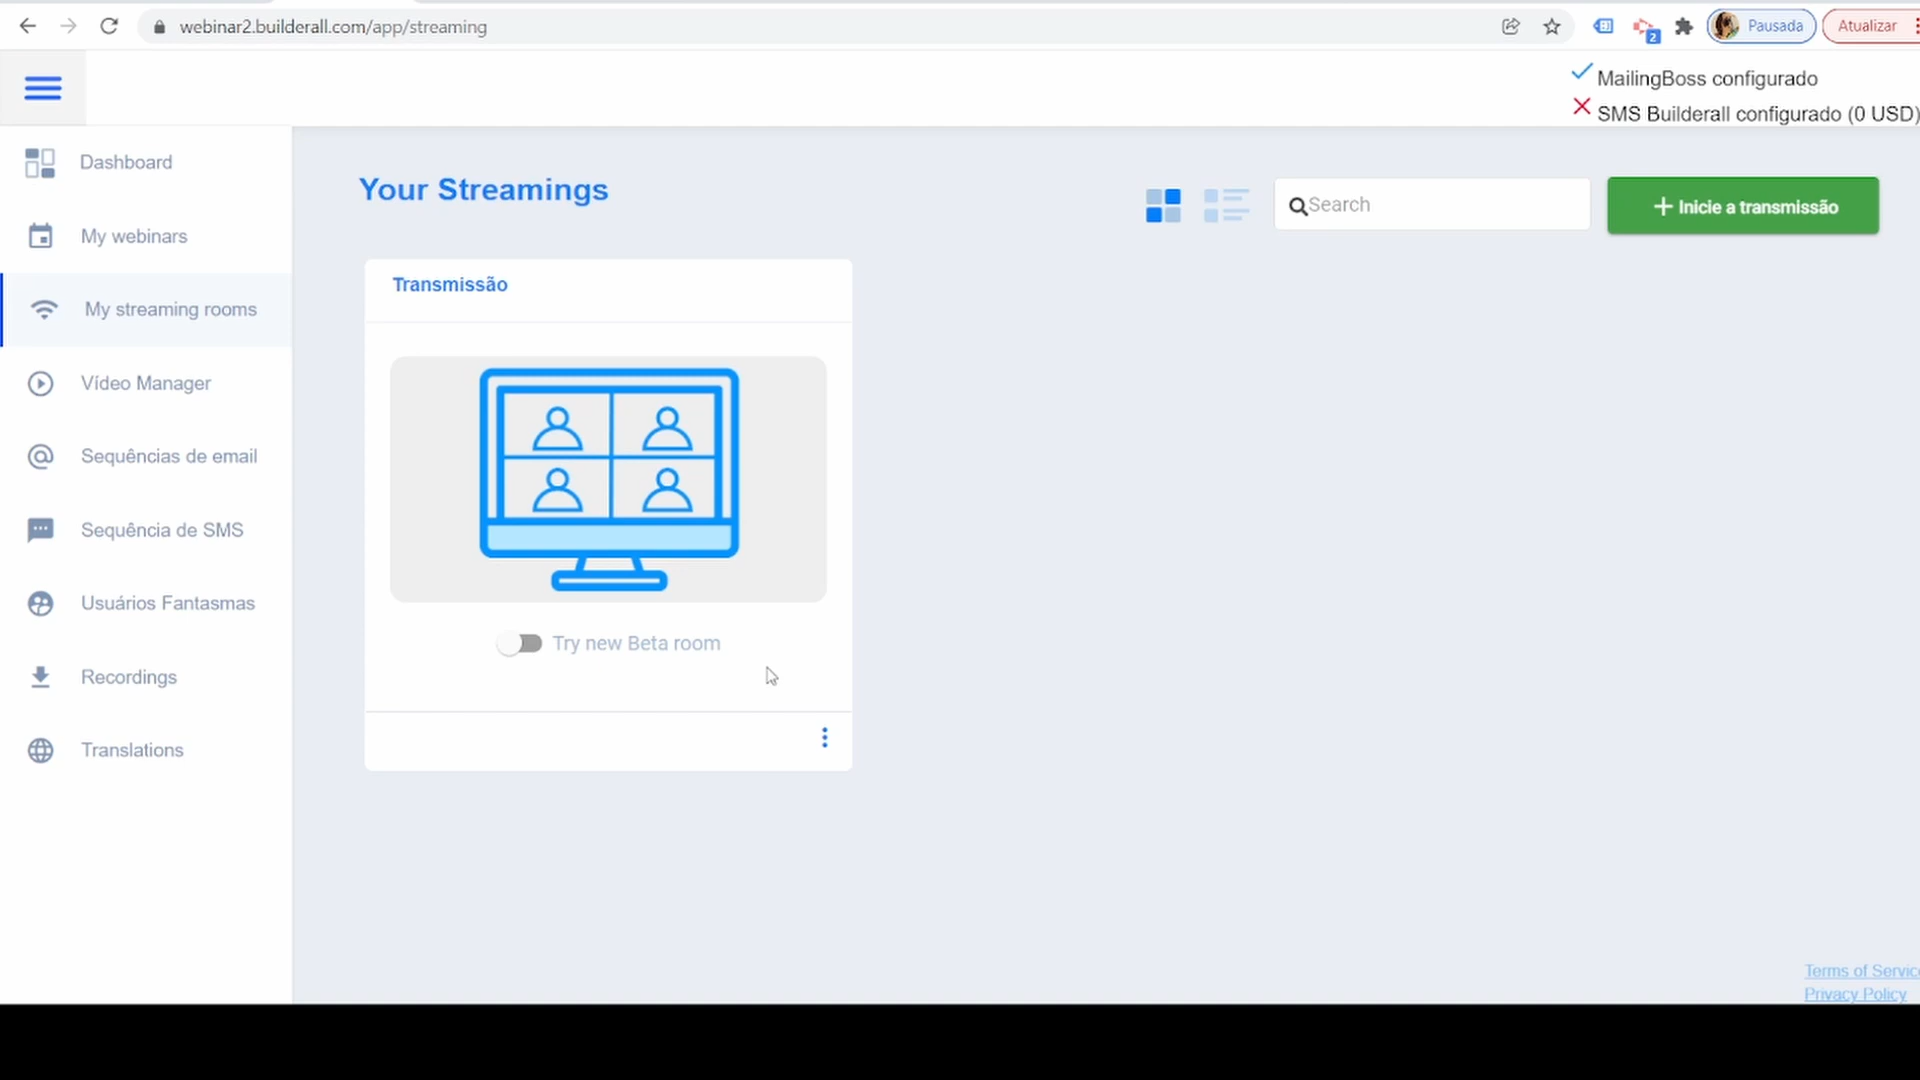 webinar2.builderall.com/app/streaming
2
Pausada
Atualizar
MailingBoss configurado
SMS Builderall configurado (0 USD)
Dashboard
My webinars
My streaming rooms
Vídeo Manager
Sequências de email
Sequência de SMS
Usuários Fantasmas
Recordings
Translations
Your Streamings
Search
+ Inicie a transmissão
Transmissão
Try new Beta room
Terms of Servic
Privacy Policy